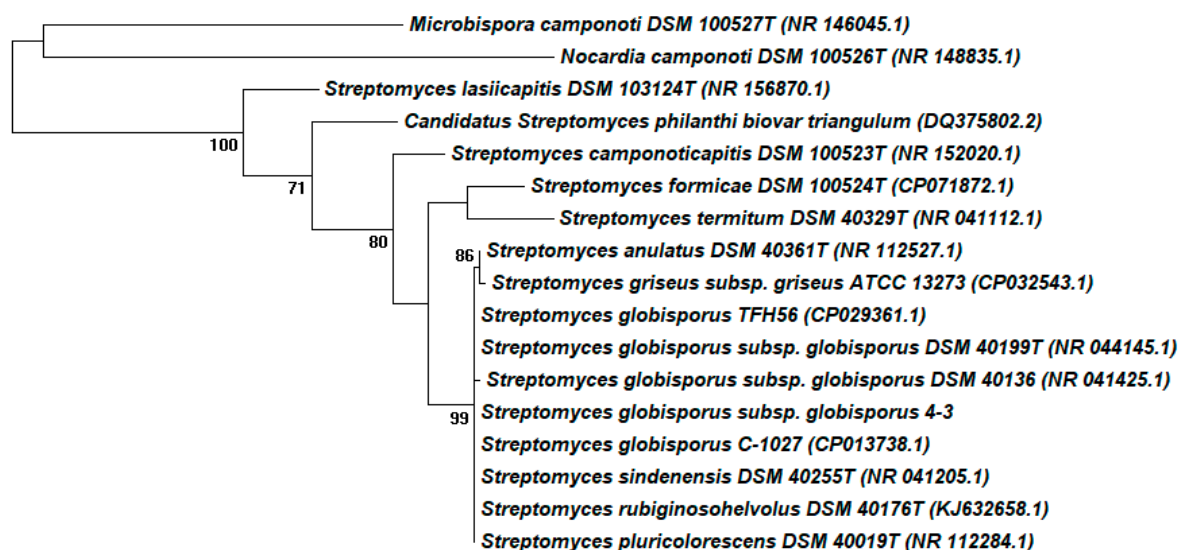 Microbispora camponoti DSM 100527T (NR 146045.1)
Nocardia camponoti DSM 100526T (NR 148835.1)
Streptomyces lasiicapitis DSM 103124T (NR 156870.1)
Candidatus Streptomyces philanthi biovar triangulum (DQ375802.2)
100
Streptomyces camponoticapitis DSM 100523T (NR 152020.1)
71
Streptomyces formicae DSM 100524T (CP071872.1)
Streptomyces termitum DSM 40329T (NR 041112.1)
80
86 Streptomyces anulatus DSM 40361T (NR 112527.1)
Streptomyces griseus subsp. griseus ATCC 13273 (CP032543.1)
Streptomyces globisporus TFH56 (CP029361.1)
Streptomyces globisporus subsp. globisporus DSM 40199T (NR 044145.1)
Streptomyces globisporus subsp. globisporus DSM 40136 (NR 041425.1)
Streptomyces globisporus subsp. globisporus 4-3
99
Streptomyces globisporus C-1027 (CP013738.1)
Streptomyces sindenensis DSM 40255T (NR 041205.1)
Streptomyces rubiginosohelvolus DSM 40176T (KJ632658.1)
Streptomyces pluricolorescens DSM 40019T (NR 112284.1)